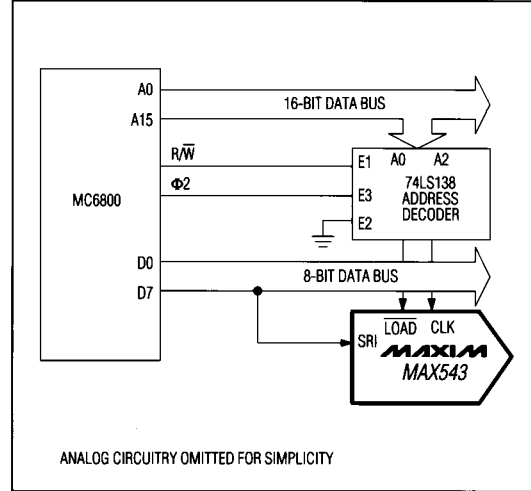 A0
16-BIT DATA BUS
A15
R/W̅
E1 A0 A2
74LS138
ADDRESS
DECODER
Φ2
E3
MC6800
E2
D0
8-BIT DATA BUS
D7
L̅O̅A̅D̅ CLK
SRI
MAXIM
MAX543
ANALOG CIRCUITRY OMITTED FOR SIMPLICITY